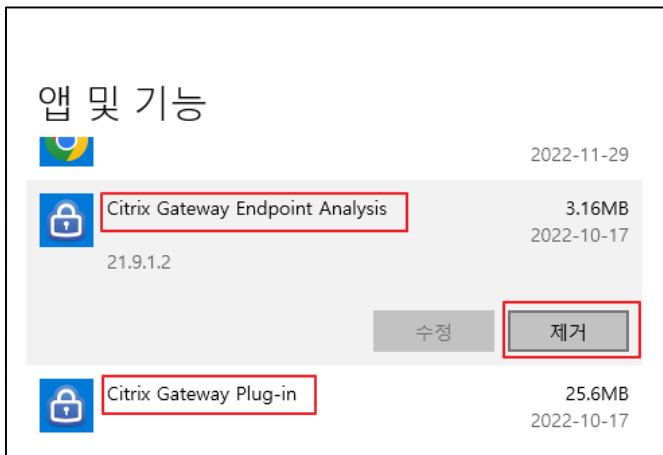 앱 및 기능
2022-11-29
Citrix Gateway Endpoint Analysis 3.16MB
2022-10-17
21.9.1.2
수정 제거
Citrix Gateway Plug-in 25.6MB
2022-10-17